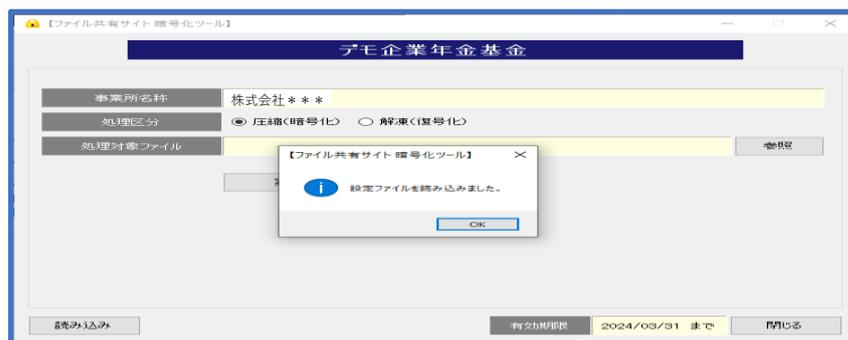 【ファイル共有サイト 暗号化ツール】
デモ企業年金基金
事業所名称 株式会社＊＊＊
処理区分 圧縮(暗号化) 解凍(復号化)
処理対象ファイル 参照
【ファイル共有サイト 暗号化ツール】
設定ファイルを読み込みました。
OK
読み込み 有効期限 2024/03/31 まで 閉じる